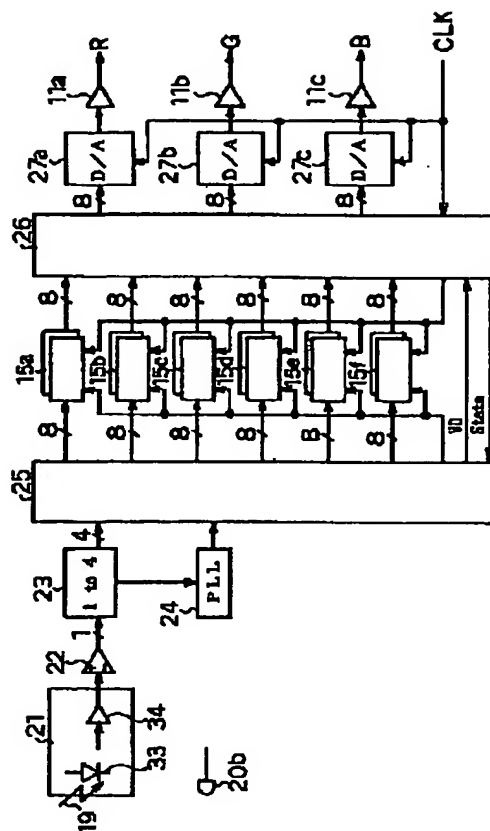 21
19
33
34
20b
22
1
23
1 to 4
4
24
PLL
25
8
8
8
8
8
8
15a
15b
15c
15d
15e
15f
8
8
8
8
8
8
VD
State
26
8
8
8
27a
D/A
27b
D/A
27c
D/A
11a
11b
11c
R
G
B
CLK